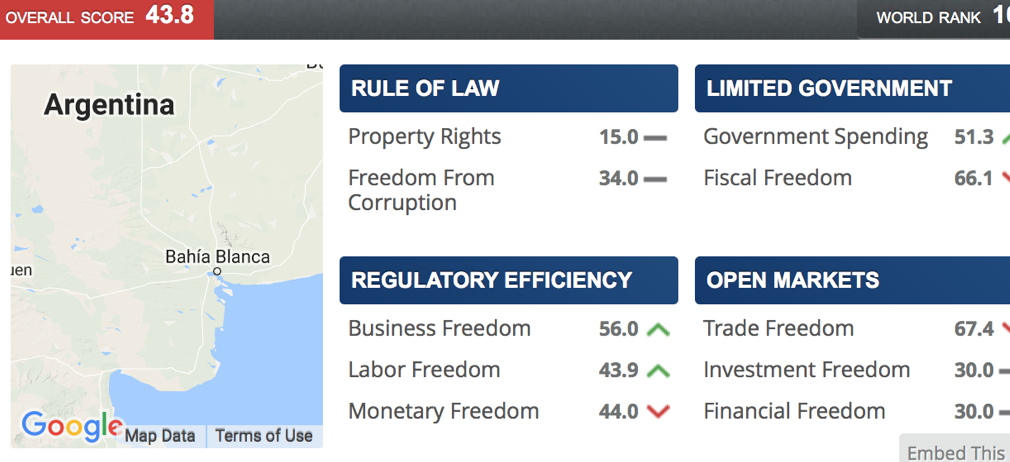 OVERALL SCORE 43.8
WORLD RANK
Argentina
Bahía Blanca
Google
Map Data
Terms of Use
RULE OF LAW
Property Rights 15.0
Freedom From
Corruption 34.0
LIMITED GOVERNMENT
Government Spending 51.3
Fiscal Freedom 66.1
REGULATORY EFFICIENCY
Business Freedom 56.0
Labor Freedom 43.9
Monetary Freedom 44.0
OPEN MARKETS
Trade Freedom 67.4
Investment Freedom 30.0
Financial Freedom 30.0
Embed This